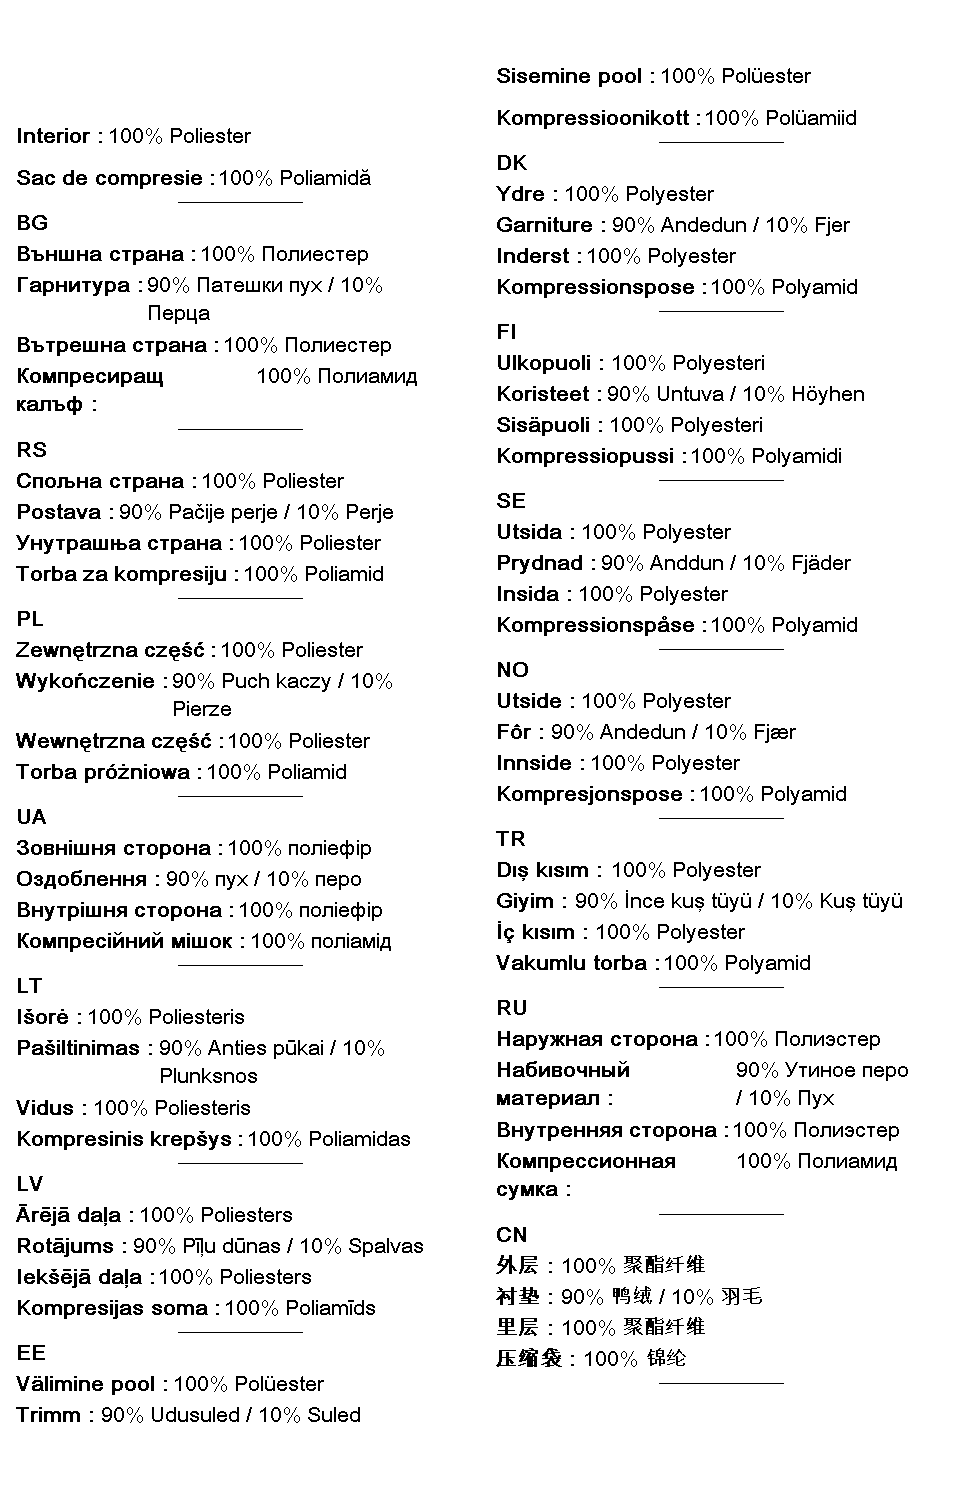 Interior : 100% Poliester
Sac de compresie : 100% Poliamidă
BG
Външна страна : 100% Полиестер
Гарнитура : 90% Патешки пух / 10%
Перца
Вътрешна страна : 100% Полиестер
Компресиращ 100% Полиамид
калъф :
RS
Спољна страна : 100% Poliester
Postava : 90% Pačije perje / 10% Perje
Унутрашња страна : 100% Poliester
Torba za kompresiju : 100% Poliamid
PL
Zewnętrzna część : 100% Poliester
Wykończenie : 90% Puch kaczy / 10%
Pierze
Wewnętrzna część : 100% Poliester
Torba próżniowa : 100% Poliamid
UA
Зовнішня сторона : 100% поліефір
Оздоблення : 90% пух / 10% перо
Внутрішня сторона : 100% поліефір
Компресійний мішок : 100% поліамід
LT
Išorė : 100% Poliesteris
Pašiltinimas : 90% Anties pūkai / 10%
Plunksnos
Vidus : 100% Poliesteris
Kompresinis krepšys : 100% Poliamidas
LV
Ārējā daļa : 100% Poliesters
Rotājums : 90% Pīļu dūnas / 10% Spalvas
Iekšējā daļa : 100% Poliesters
Kompresijas soma : 100% Poliamīds
EE
Välimine pool : 100% Polüester
Trimm : 90% Udusuled / 10% Suled
Sisemine pool : 100% Polüester
Kompressioonikott : 100% Polüamiid
DK
Ydre : 100% Polyester
Garniture : 90% Andedun / 10% Fjer
Inderst : 100% Polyester
Kompressionspose : 100% Polyamid
FI
Ulkopuoli : 100% Polyesteri
Koristeet : 90% Untuva / 10% Höyhen
Sisäpuoli : 100% Polyesteri
Kompressiopussi : 100% Polyamidi
SE
Utsida : 100% Polyester
Prydnad : 90% Anddun / 10% Fjäder
Insida : 100% Polyester
Kompressionspåse : 100% Polyamid
NO
Utside : 100% Polyester
Fôr : 90% Andedun / 10% Fjær
Innside : 100% Polyester
Kompresjonspose : 100% Polyamid
TR
Dış kısım : 100% Polyester
Giyim : 90% İnce kuş tüyü / 10% Kuş tüyü
İç kısım : 100% Polyester
Vakumlu torba : 100% Polyamid
RU
Наружная сторона : 100% Полиэстер
Набивочный 90% Утиное перо
материал : / 10% Пух
Внутренняя сторона : 100% Полиэстер
Компрессионная 100% Полиамид
сумка :
CN
外层 : 100% 聚酯纤维
衬垫 : 90% 鸭绒 / 10% 羽毛
里层 : 100% 聚酯纤维
压缩袋 : 100% 锦纶